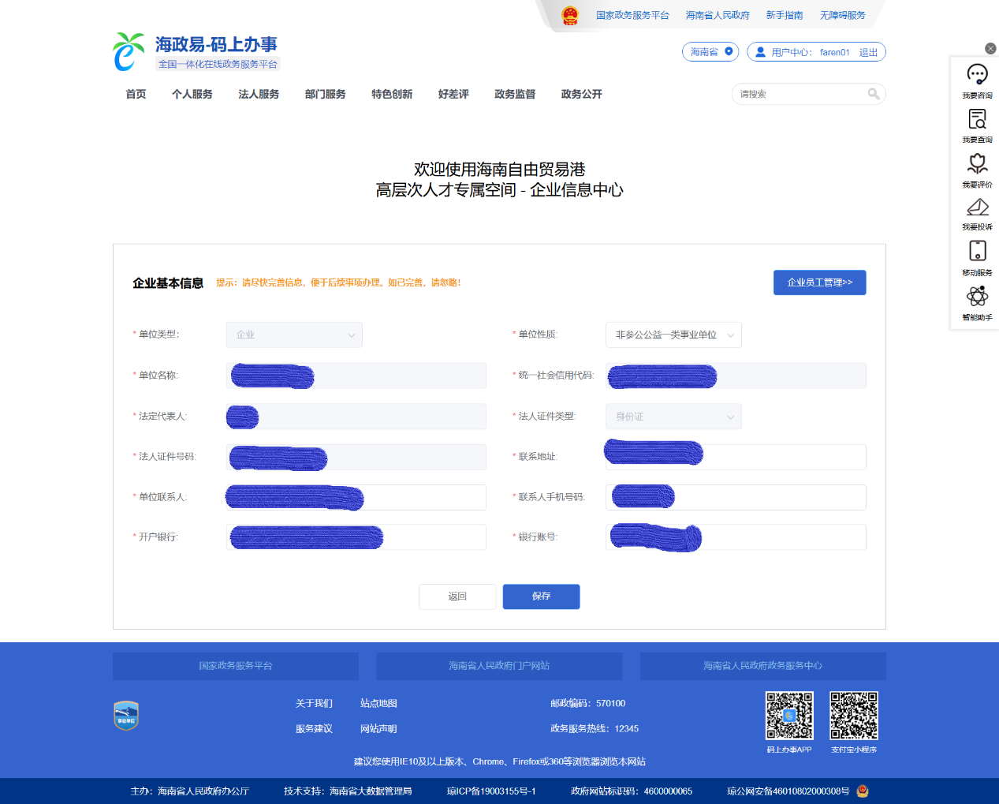 国家政务服务平台 海南省人民政府 新手指南 无障碍服务
海政易-码上办事
全国一体化在线政务服务平台
海南省 用户中心： faren01 退出
首页 个人服务 法人服务 部门服务 特色创新 好差评 政务监督 政务公开
请搜索
我要咨询
我要查询
我要评价
我要投诉
移动服务
智能助手
欢迎使用海南自由贸易港
高层次人才专属空间 - 企业信息中心
企业基本信息 提示：请尽快完善信息，便于后续事项办理。如已完善，请忽略！ 企业员工管理>>
* 单位类型： 企业 * 单位性质: 非参公公益一类事业单位
* 单位名称: * 统一社会信用代码:
* 法定代表人: * 法人证件类型: 身份证
* 法人证件号码: * 联系地址:
* 单位联系人: * 联系人手机号码:
* 开户银行: * 银行账号:
返回 保存
国家政务服务平台 海南省人民政府门户网站 海南省人民政府政务服务中心
事业单位
关于我们 站点地图 邮政编码：570100
服务建议 网站声明 政务服务热线：12345
码上办事APP 支付宝小程序
建议您使用IE10及以上版本、Chrome、Firefox或360等浏览器浏览本网站
主办：海南省人民政府办公厅 技术支持：海南省大数据管理局 琼ICP备19003155号-1 政府网站标识码：4600000065 琼公网安备46010802000308号